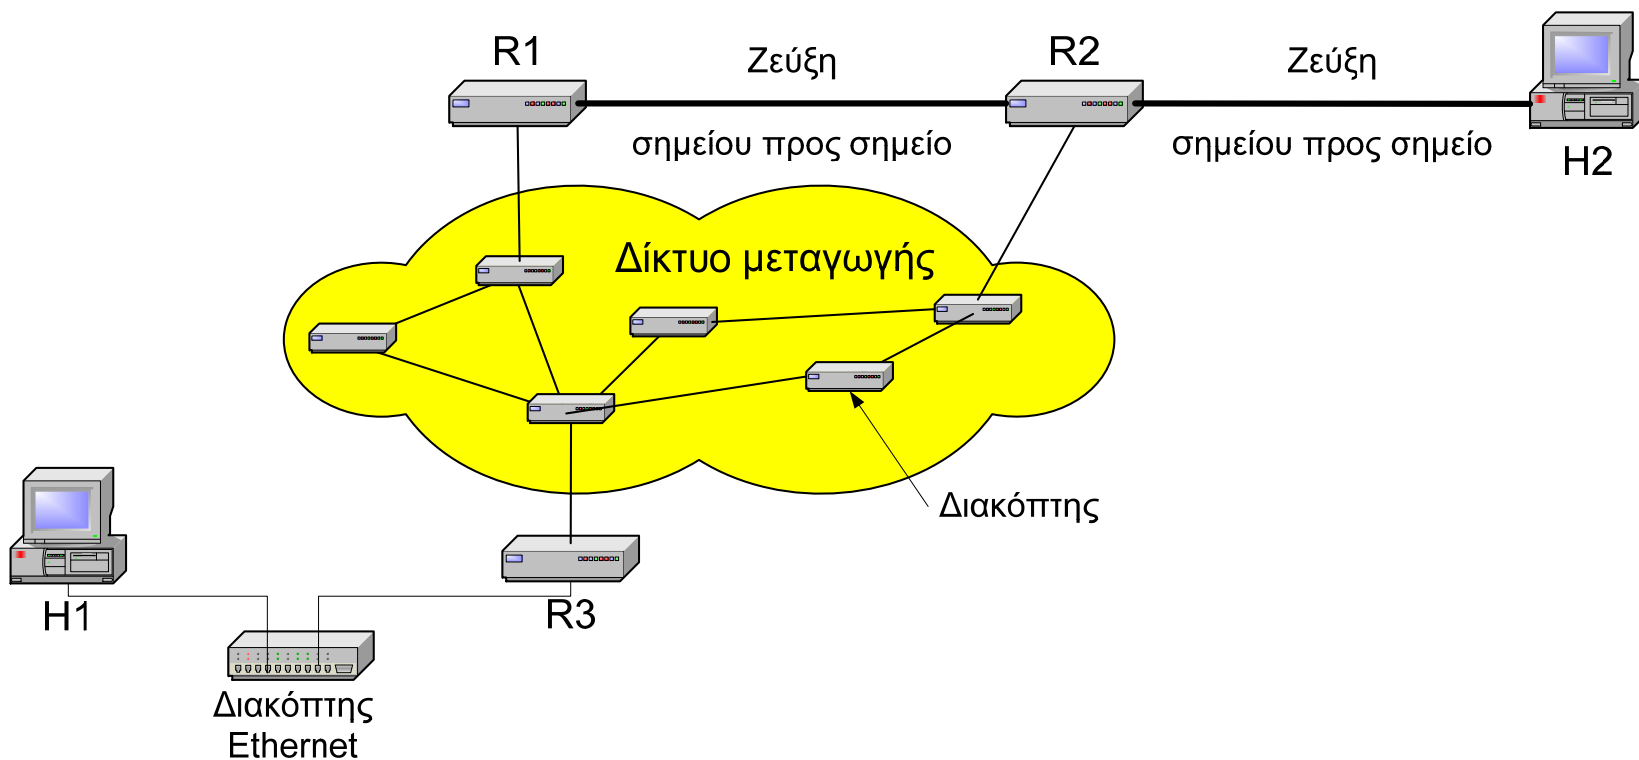 R1
Ζεύξη
R2
Ζεύξη
σημείου προς σημείο
σημείου προς σημείο
H2
Δίκτυο μεταγωγής
Διακόπτης
H1
R3
Διακόπτης
Ethernet